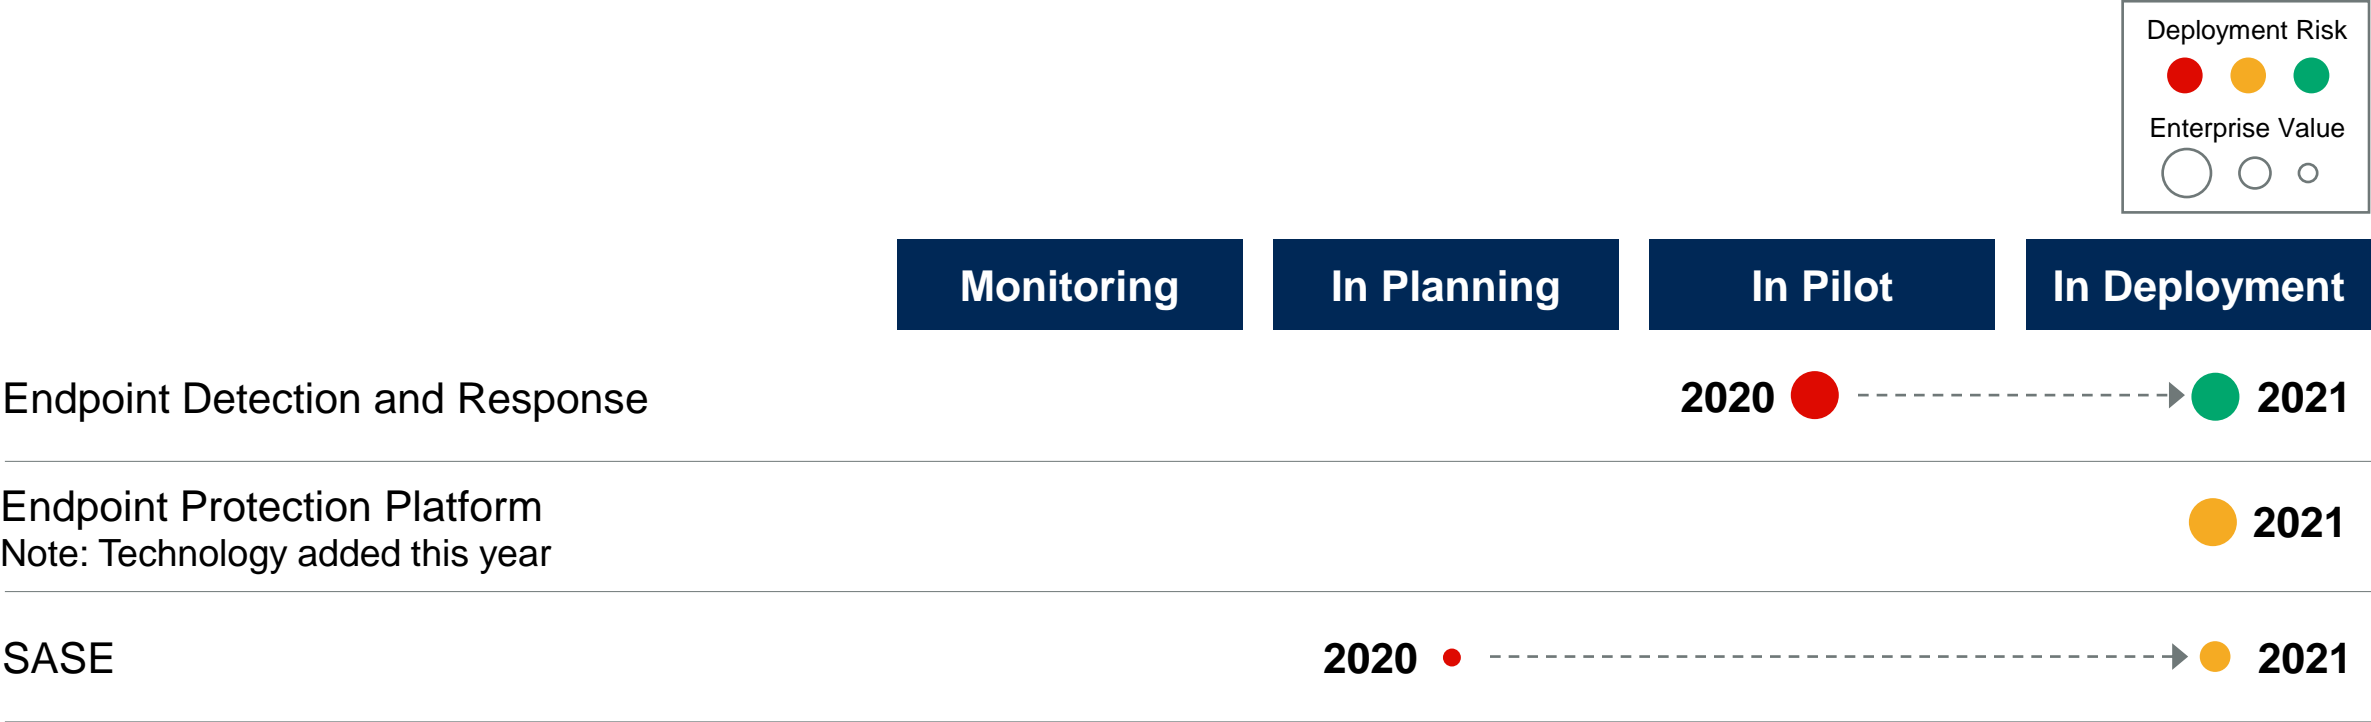 Deployment Risk
Enterprise Value
Monitoring
In Planning
In Pilot
In Deployment
Endpoint Detection and Response
2020
2021
Endpoint Protection Platform
Note: Technology added this year
2021
SASE
2020
2021